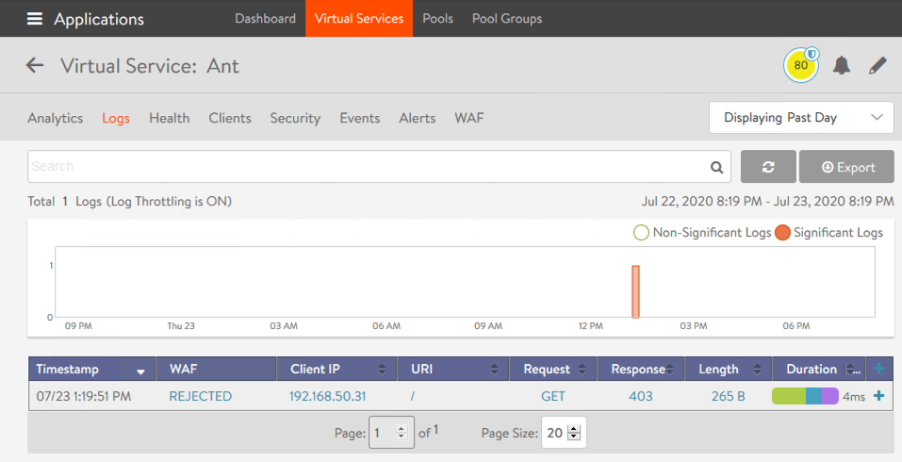 Applications Dashboard Virtual Services Pools Pool Groups
Virtual Service: Ant 80
Analytics Logs Health Clients Security Events Alerts WAF Displaying Past Day
Search Export
Total 1 Logs (Log Throttling is ON) Jul 22, 2020 8:19 PM - Jul 23, 2020 8:19 PM
Non-Significant Logs Significant Logs
1
0
09 PM Thu 23 03 AM 06 AM 09 AM 12 PM 03 PM 06 PM
Timestamp WAF Client IP URI Request Response Length Duration ... +
07/23 1:19:51 PM REJECTED 192.168.50.31 / GET 403 265 B 4ms +
Page: 1 of 1 Page Size: 20